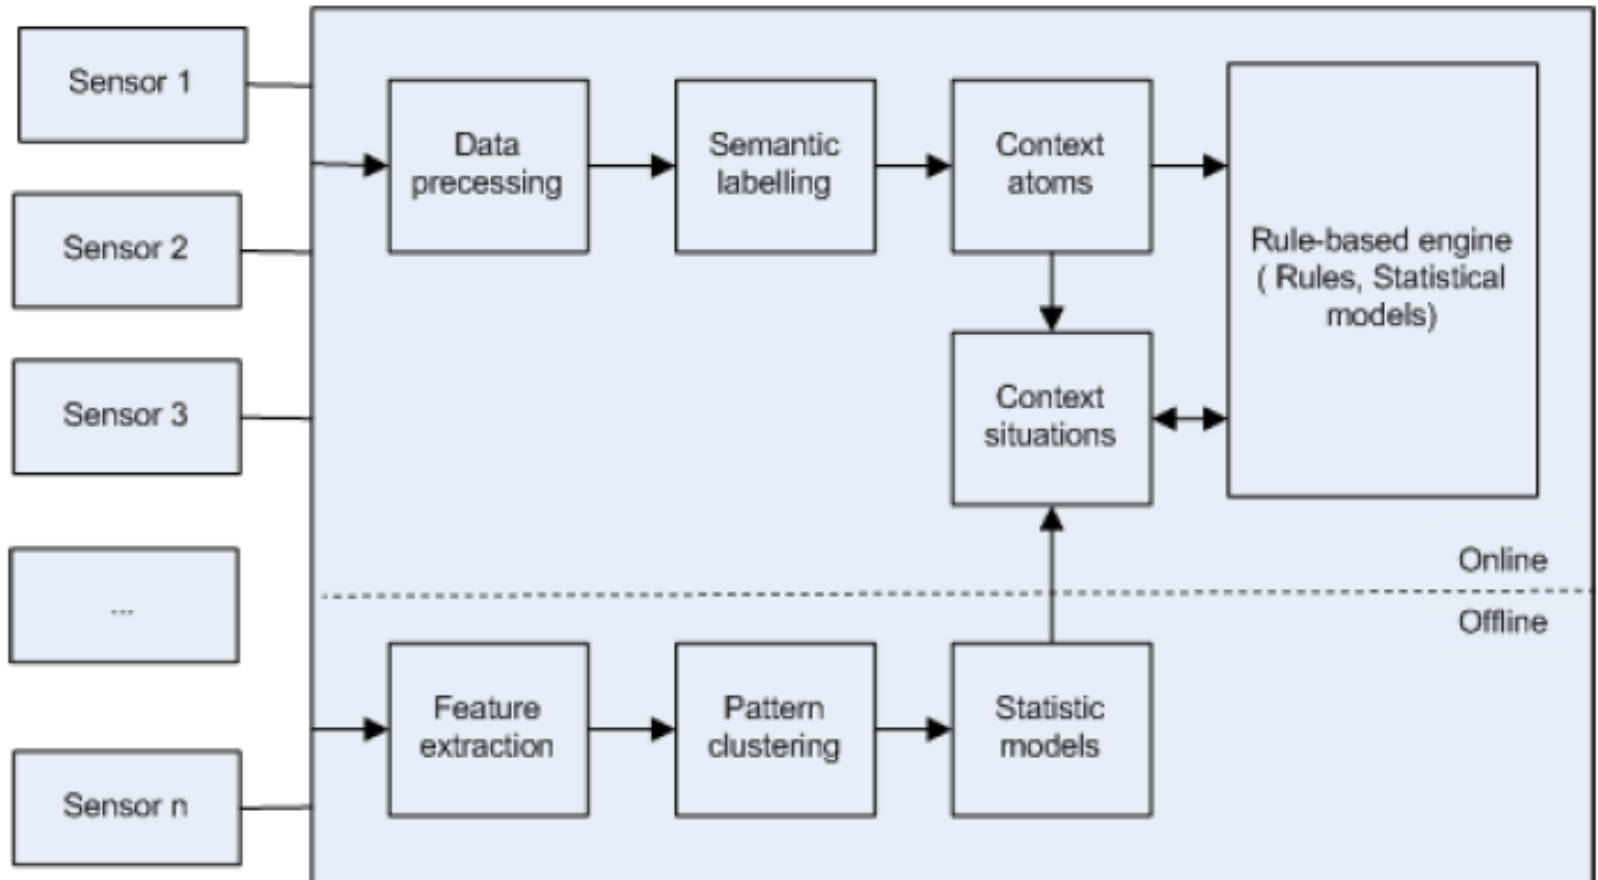 Sensor 1
Sensor 2
Sensor 3
...
Sensor n
Data
precessing
Semantic
labelling
Context
atoms
Rule-based engine
( Rules, Statistical
models)
Context
situations
Online
Offline
Feature
extraction
Pattern
clustering
Statistic
models